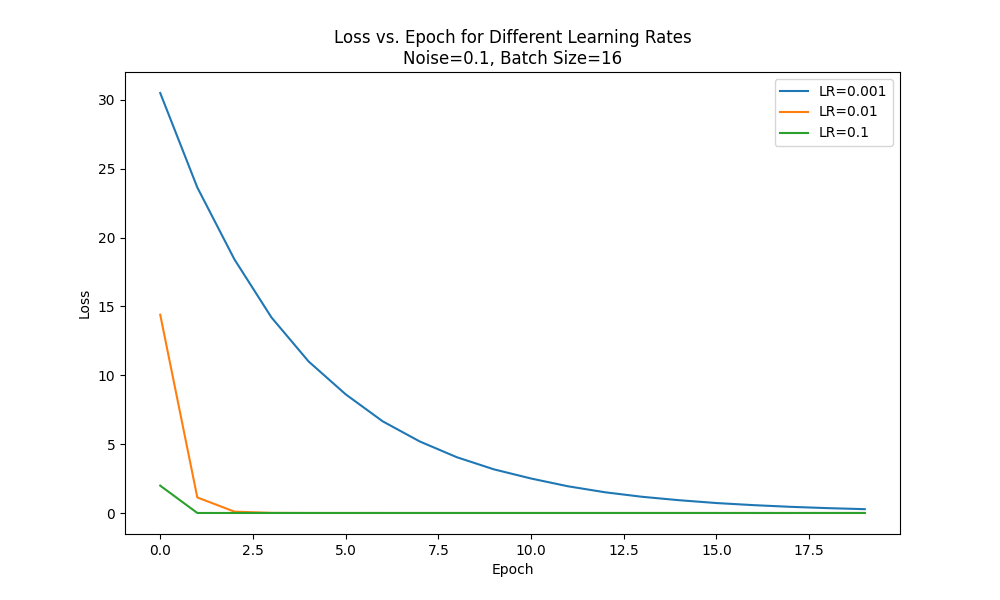 Loss vs. Epoch for Different Learning Rates
Noise=0.1, Batch Size=16
LR=0.001
LR=0.01
LR=0.1
Loss
30
25
20
15
10
5
0
0.0 2.5 5.0 7.5 10.0 12.5 15.0 17.5
Epoch